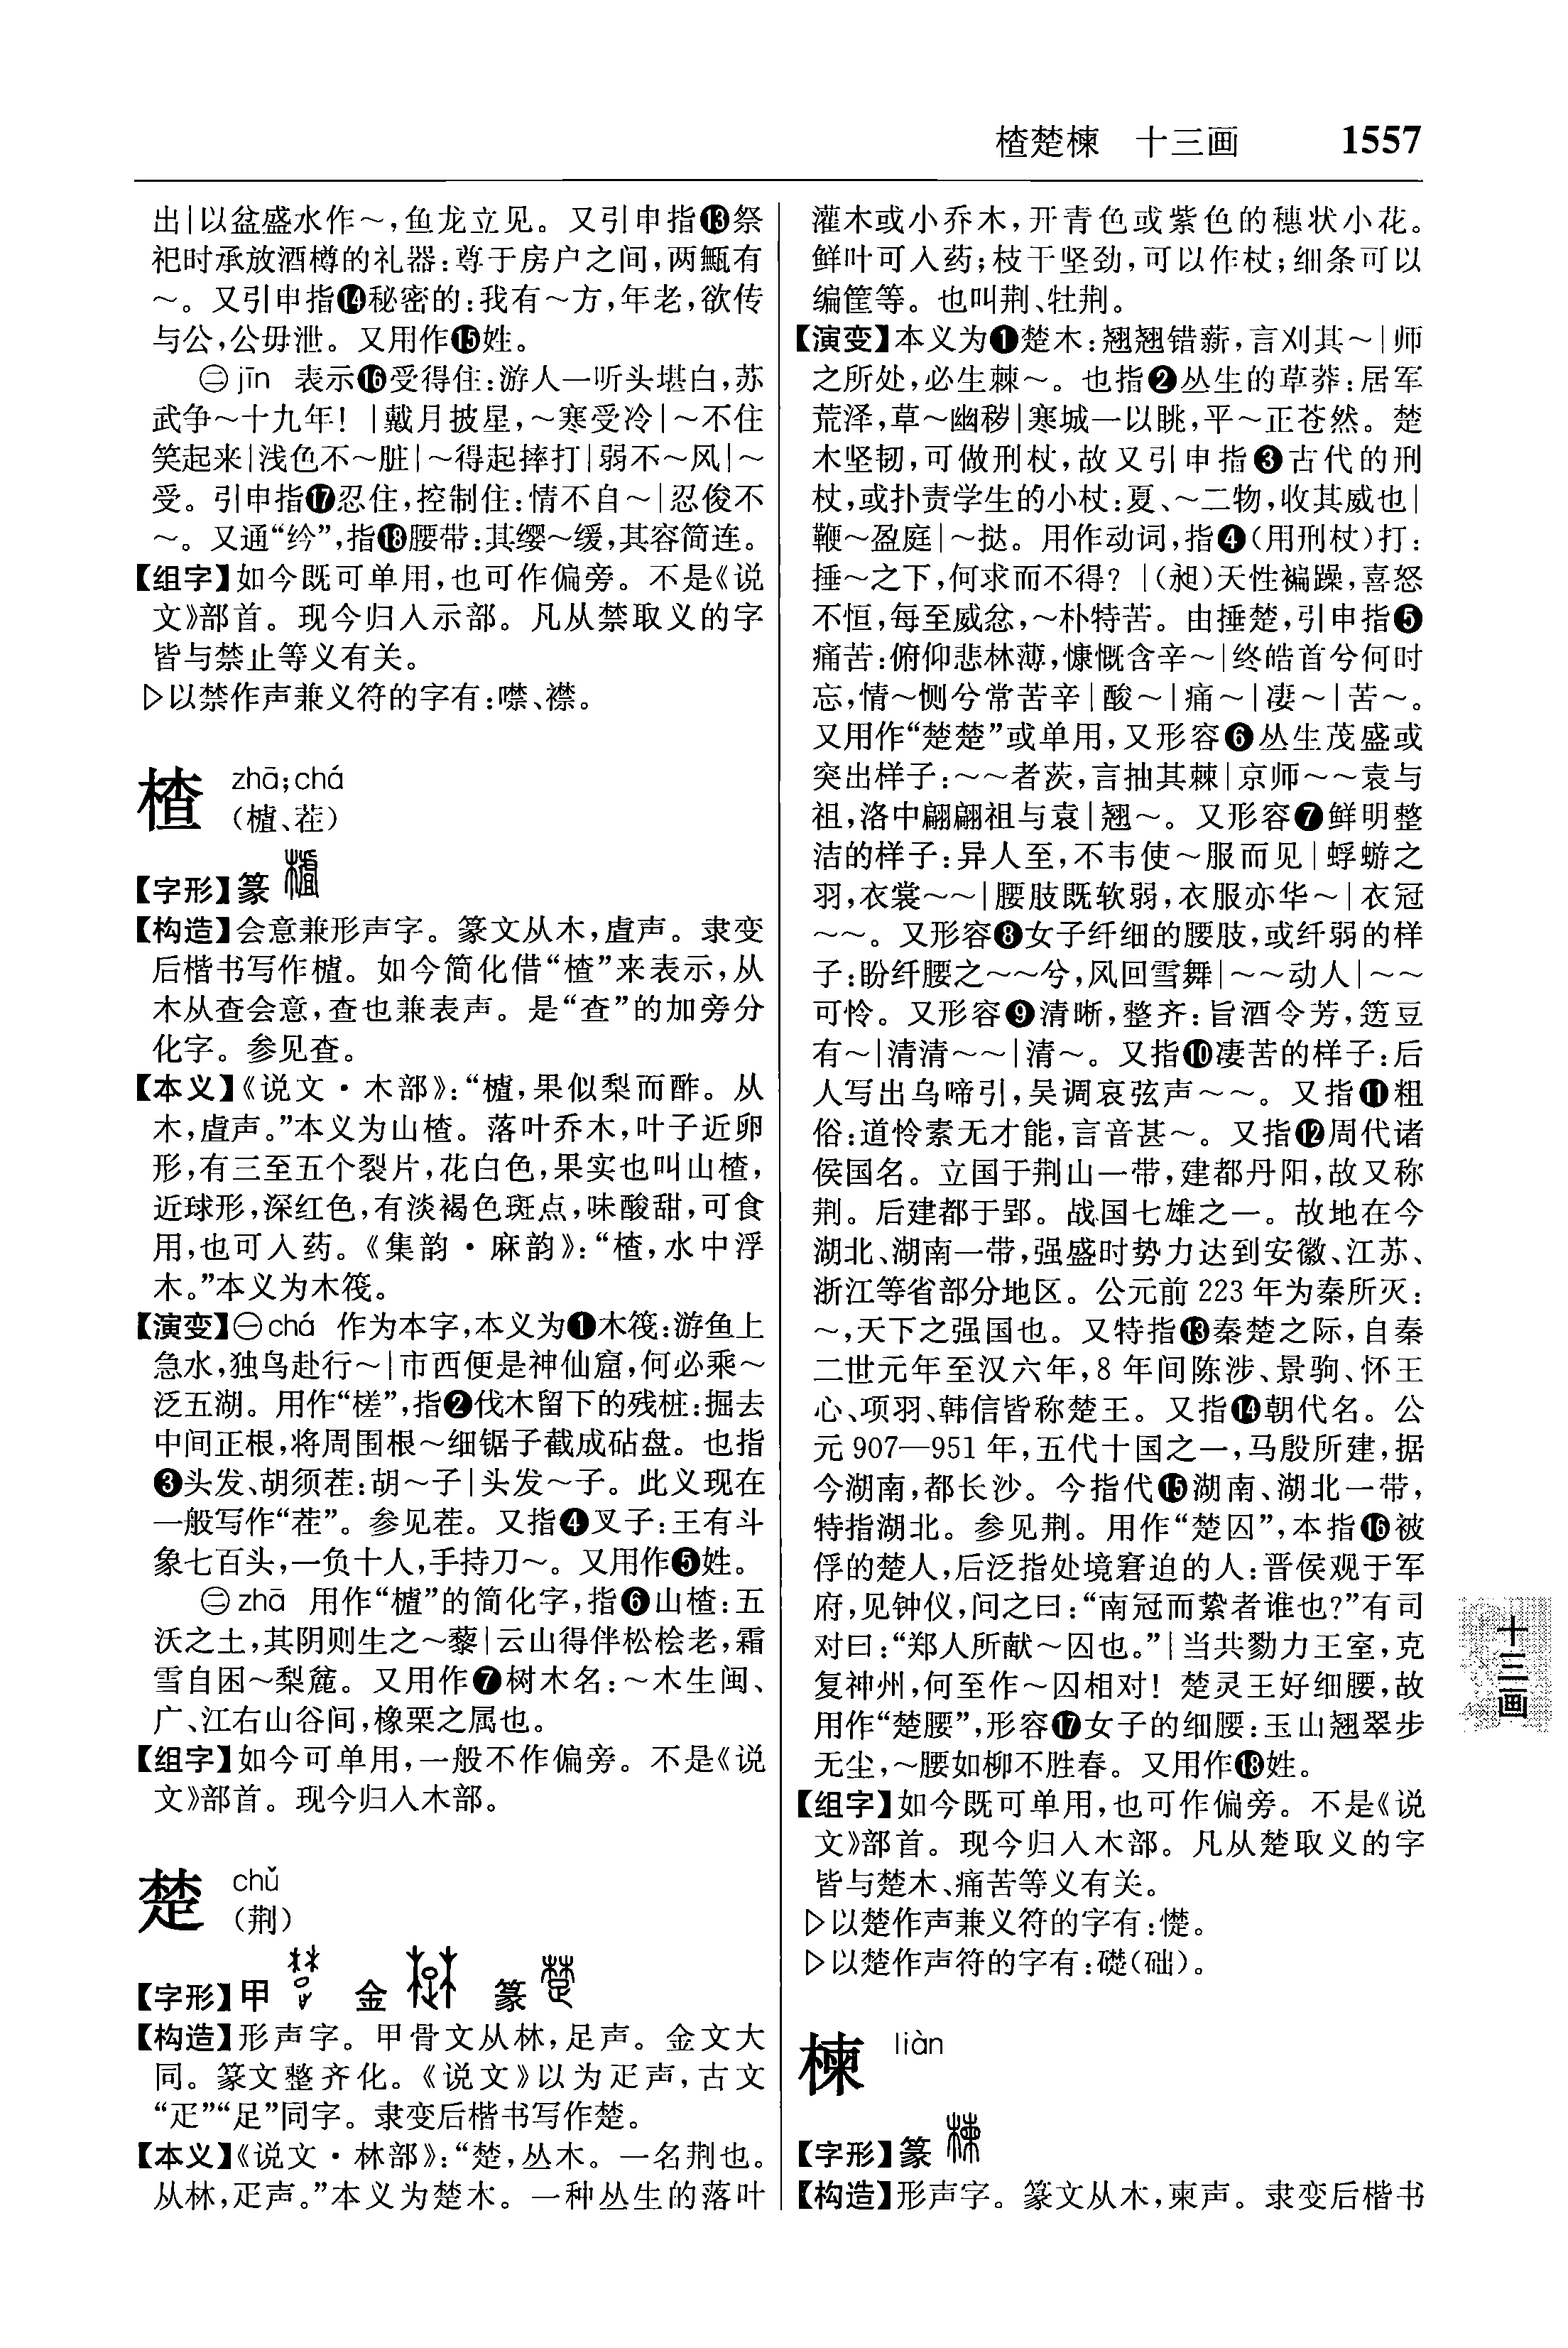 楂楚楝 十三画 1557
出|以盆盛水作～,鱼龙立见。又引申指⓭祭
祀时承放酒樽的礼器:尊于房户之间,两甒有
～。又引申指⓮秘密的:我有～方,年老,欲传
与公,公毋泄。又用作⓯姓。
㊁jīn 表示⓰受得住:游人一听头堪白,苏
武争～十九年!|戴月披星,～寒受冷|～不住
笑起来|浅色不～脏|～得起摔打|弱不～风|～
受。引申指⓱忍住,控制住:情不自～|忍俊不
～。又通“紟”,指⓲腰带:其缨～缓,其容简连。
【组字】如今既可单用,也可作偏旁。不是《说
文》部首。现今归入示部。凡从禁取义的字
皆与禁止等义有关。
▷以禁作声兼义符的字有:噤、襟。
楂 zhā;chá
(樝、茬)
【字形】篆
【构造】会意兼形声字。篆文从木,虘声。隶变
后楷书写作樝。如今简化借“楂”来表示,从
木从查会意,查也兼表声。是“查”的加旁分
化字。参见查。
【本义】《说文·木部》:“樝,果似梨而酢。从
木,虘声。”本义为山楂。落叶乔木,叶子近卵
形,有三至五个裂片,花白色,果实也叫山楂,
近球形,深红色,有淡褐色斑点,味酸甜,可食
用,也可入药。《集韵·麻韵》:“楂,水中浮
木。”本义为木筏。
【演变】㊀chá 作为本字,本义为❶木筏:游鱼上
急水,独鸟赴行～|市西便是神仙窟,何必乘～
泛五湖。用作“槎”,指❷伐木留下的残桩:掘去
中间正根,将周围根～细锯子截成砧盘。也指
❸头发、胡须茬:胡～子|头发～子。此义现在
一般写作“茬”。参见茬。又指❹叉子:王有斗
象七百头,一负十人,手持刀～。又用作❺姓。
㊁zhā 用作“樝”的简化字,指❻山楂:五
沃之土,其阴则生之～藜|云山得伴松桧老,霜
雪自困～梨麄。又用作❼树木名:～木生闽、
广、江右山谷间,橡栗之属也。
【组字】如今可单用,一般不作偏旁。不是《说
文》部首。现今归入木部。
楚 chǔ
(荆)
【字形】甲 金 篆
【构造】形声字。甲骨文从林,足声。金文大
同。篆文整齐化。《说文》以为疋声,古文
“疋”“足”同字。隶变后楷书写作楚。
【本义】《说文·林部》:“楚,丛木。一名荆也。
从林,疋声。”本义为楚木。一种丛生的落叶
灌木或小乔木,开青色或紫色的穗状小花。
鲜叶可入药;枝干坚劲,可以作杖;细条可以
编筐等。也叫荆、牡荆。
【演变】本义为❶楚木:翘翘错薪,言刈其～|师
之所处,必生棘～。也指❷丛生的草莽:居军
荒泽,草～幽秽|寒城一以眺,平～正苍然。楚
木坚韧,可做刑杖,故又引申指❸古代的刑
杖,或扑责学生的小杖:夏、～二物,收其威也|
鞭～盈庭|～挞。用作动词,指❹(用刑杖)打:
捶～之下,何求而不得?|(昶)天性褊躁,喜怒
不恒,每至威忿,～朴特苦。由捶楚,引申指❺
痛苦:俯仰悲林薄,慷慨含辛～|终皓首兮何时
忘,情～恻兮常苦辛|酸～|痛～|凄～|苦～。
又用作“楚楚”或单用,又形容❻丛生茂盛或
突出样子:～～者茨,言抽其棘|京师～～袁与
祖,洛中翩翩祖与袁|翘～。又形容❼鲜明整
洁的样子:异人至,不韦使～服而见|蜉蝣之
羽,衣裳～～|腰肢既软弱,衣服亦华～|衣冠
～～。又形容❽女子纤细的腰肢,或纤弱的样
子:盼纤腰之～～兮,风回雪舞|～～动人|～～
可怜。又形容❾清晰,整齐:旨酒令芳,笾豆
有～|清清～～|清～。又指❿凄苦的样子:后
人写出乌啼引,吴调哀弦声～～。又指⓫粗
俗:道怜素无才能,言音甚～。又指⓬周代诸
侯国名。立国于荆山一带,建都丹阳,故又称
荆。后建都于郢。战国七雄之一。故地在今
湖北、湖南一带,强盛时势力达到安徽、江苏、
浙江等省部分地区。公元前 223 年为秦所灭:
～,天下之强国也。又特指⓭秦楚之际,自秦
二世元年至汉六年,8 年间陈涉、景驹、怀王
心、项羽、韩信皆称楚王。又指⓮朝代名。公
元 907—951 年,五代十国之一,马殷所建,据
今湖南,都长沙。今指代⓯湖南、湖北一带,
特指湖北。参见荆。用作“楚囚”,本指⓰被
俘的楚人,后泛指处境窘迫的人:晋侯观于军
府,见钟仪,问之曰:“南冠而絷者谁也?”有司
对曰:“郑人所献～囚也。”|当共勠力王室,克
复神州,何至作～囚相对!楚灵王好细腰,故
用作“楚腰”,形容⓱女子的细腰:玉山翘翠步
无尘,～腰如柳不胜春。又用作⓲姓。
【组字】如今既可单用,也可作偏旁。不是《说
文》部首。现今归入木部。凡从楚取义的字
皆与楚木、痛苦等义有关。
▷以楚作声兼义符的字有:憷。
▷以楚作声符的字有:礎(础)。
楝 liàn
【字形】篆
【构造】形声字。篆文从木,柬声。隶变后楷书
十三画